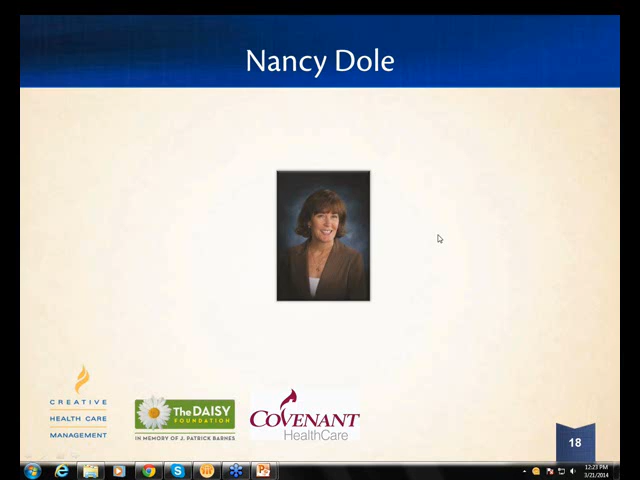 Nancy Dole
CREATIVE
HEALTH CARE
MANAGEMENT
The DAISY
FOUNDATION
IN MEMORY OF J. PATRICK BARNES
COVENANT
HealthCare
18
12:23 PM
3/21/2014